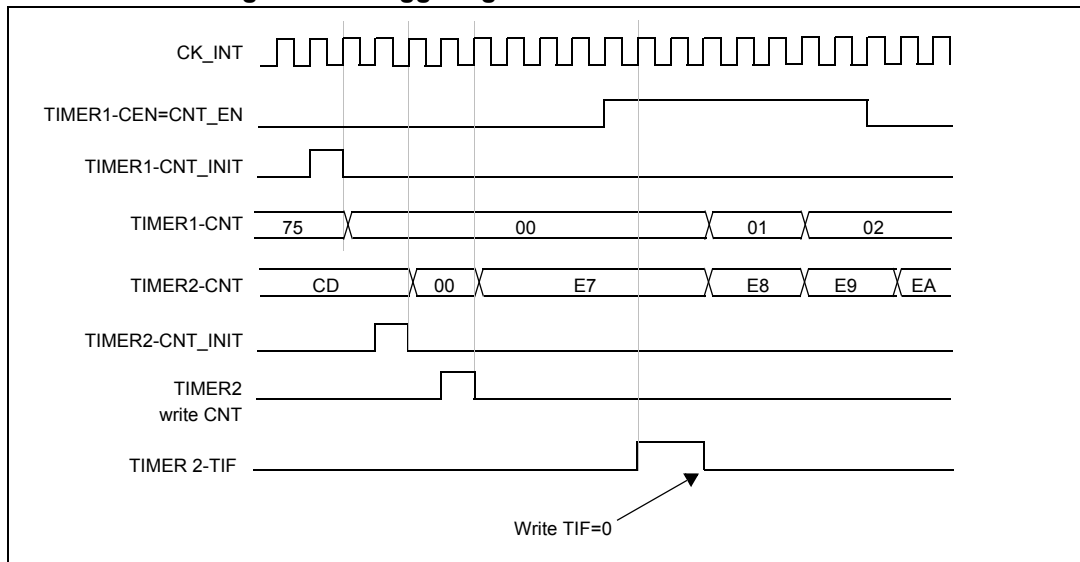 CK_INT
TIMER1-CEN=CNT_EN
TIMER1-CNT_INIT
TIMER1-CNT
75 00 01 02
TIMER2-CNT
CD 00 E7 E8 E9 EA
TIMER2-CNT_INIT
TIMER2
write CNT
TIMER 2-TIF
Write TIF=0